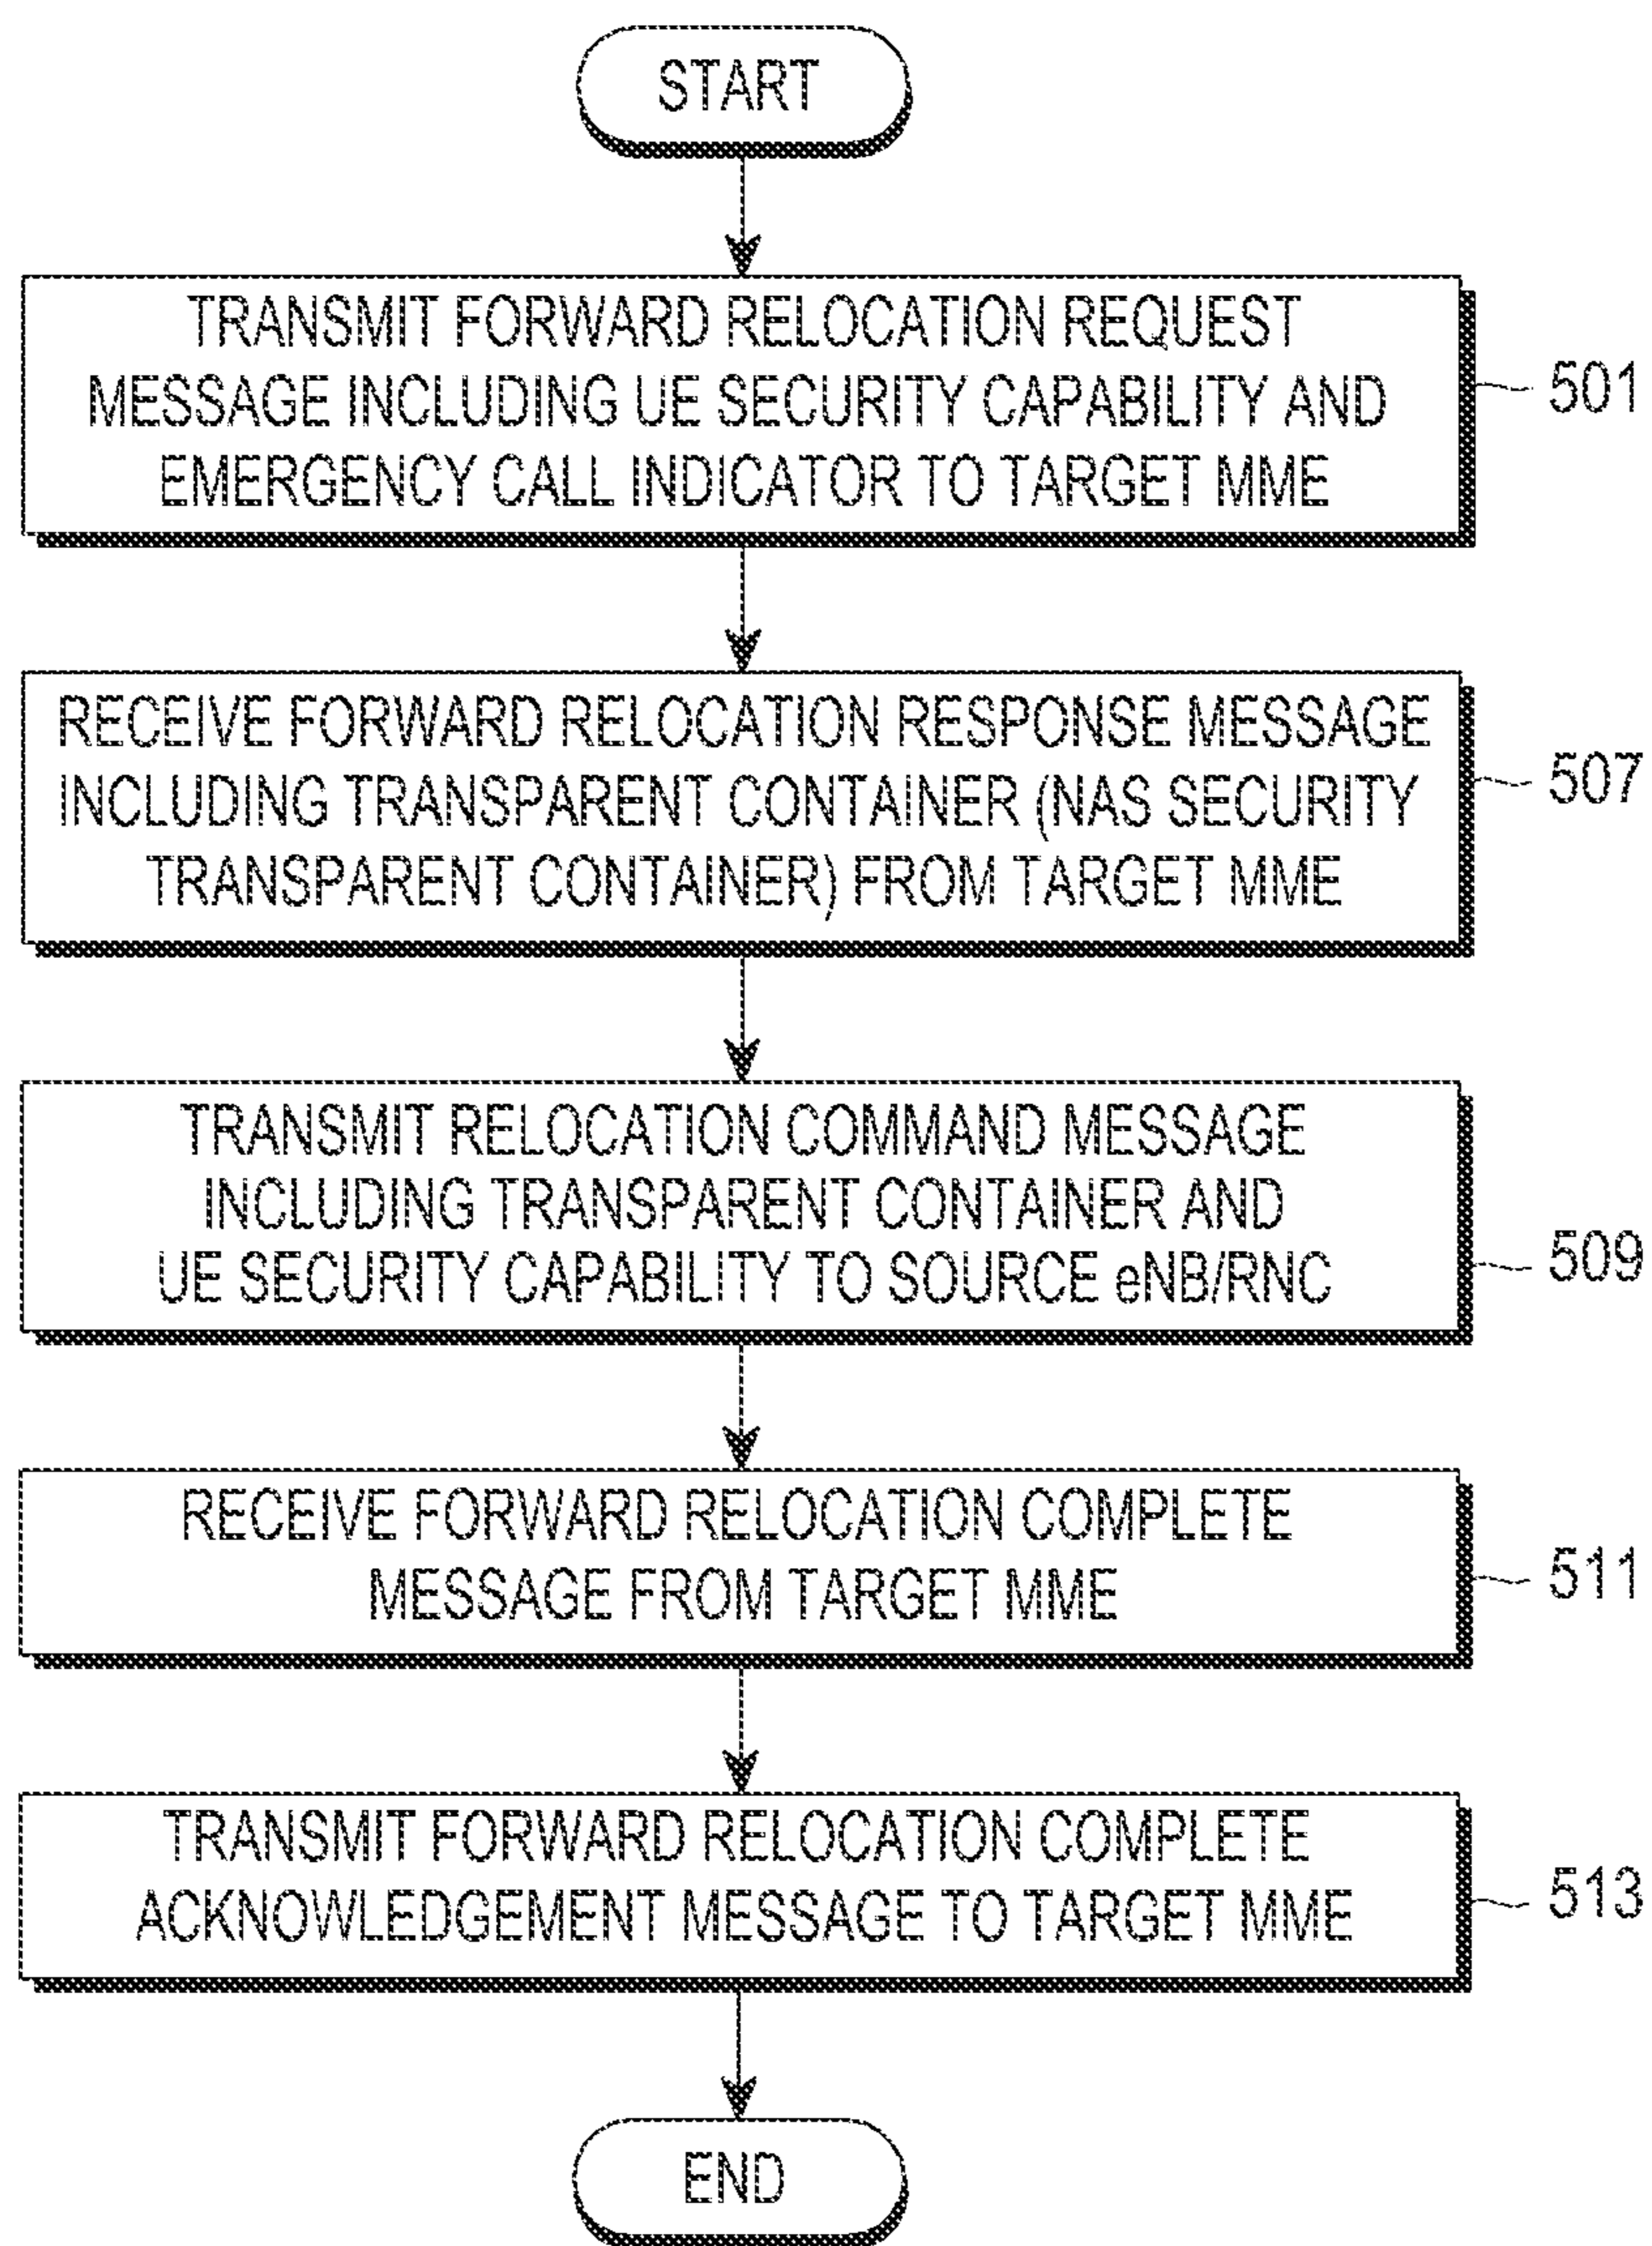 START
TRANSMIT FORWARD RELOCATION REQUEST
MESSAGE INCLUDING UE SECURITY CAPABILITY AND
EMERGENCY CALL INDICATOR TO TARGET MME
501
RECEIVE FORWARD RELOCATION RESPONSE MESSAGE
INCLUDING TRANSPARENT CONTAINER (NAS SECURITY
TRANSPARENT CONTAINER) FROM TARGET MME
507
TRANSMIT RELOCATION COMMAND MESSAGE
INCLUDING TRANSPARENT CONTAINER AND
UE SECURITY CAPABILITY TO SOURCE eNB/RNC
509
RECEIVE FORWARD RELOCATION COMPLETE
MESSAGE FROM TARGET MME
511
TRANSMIT FORWARD RELOCATION COMPLETE
ACKNOWLEDGEMENT MESSAGE TO TARGET MME
513
END